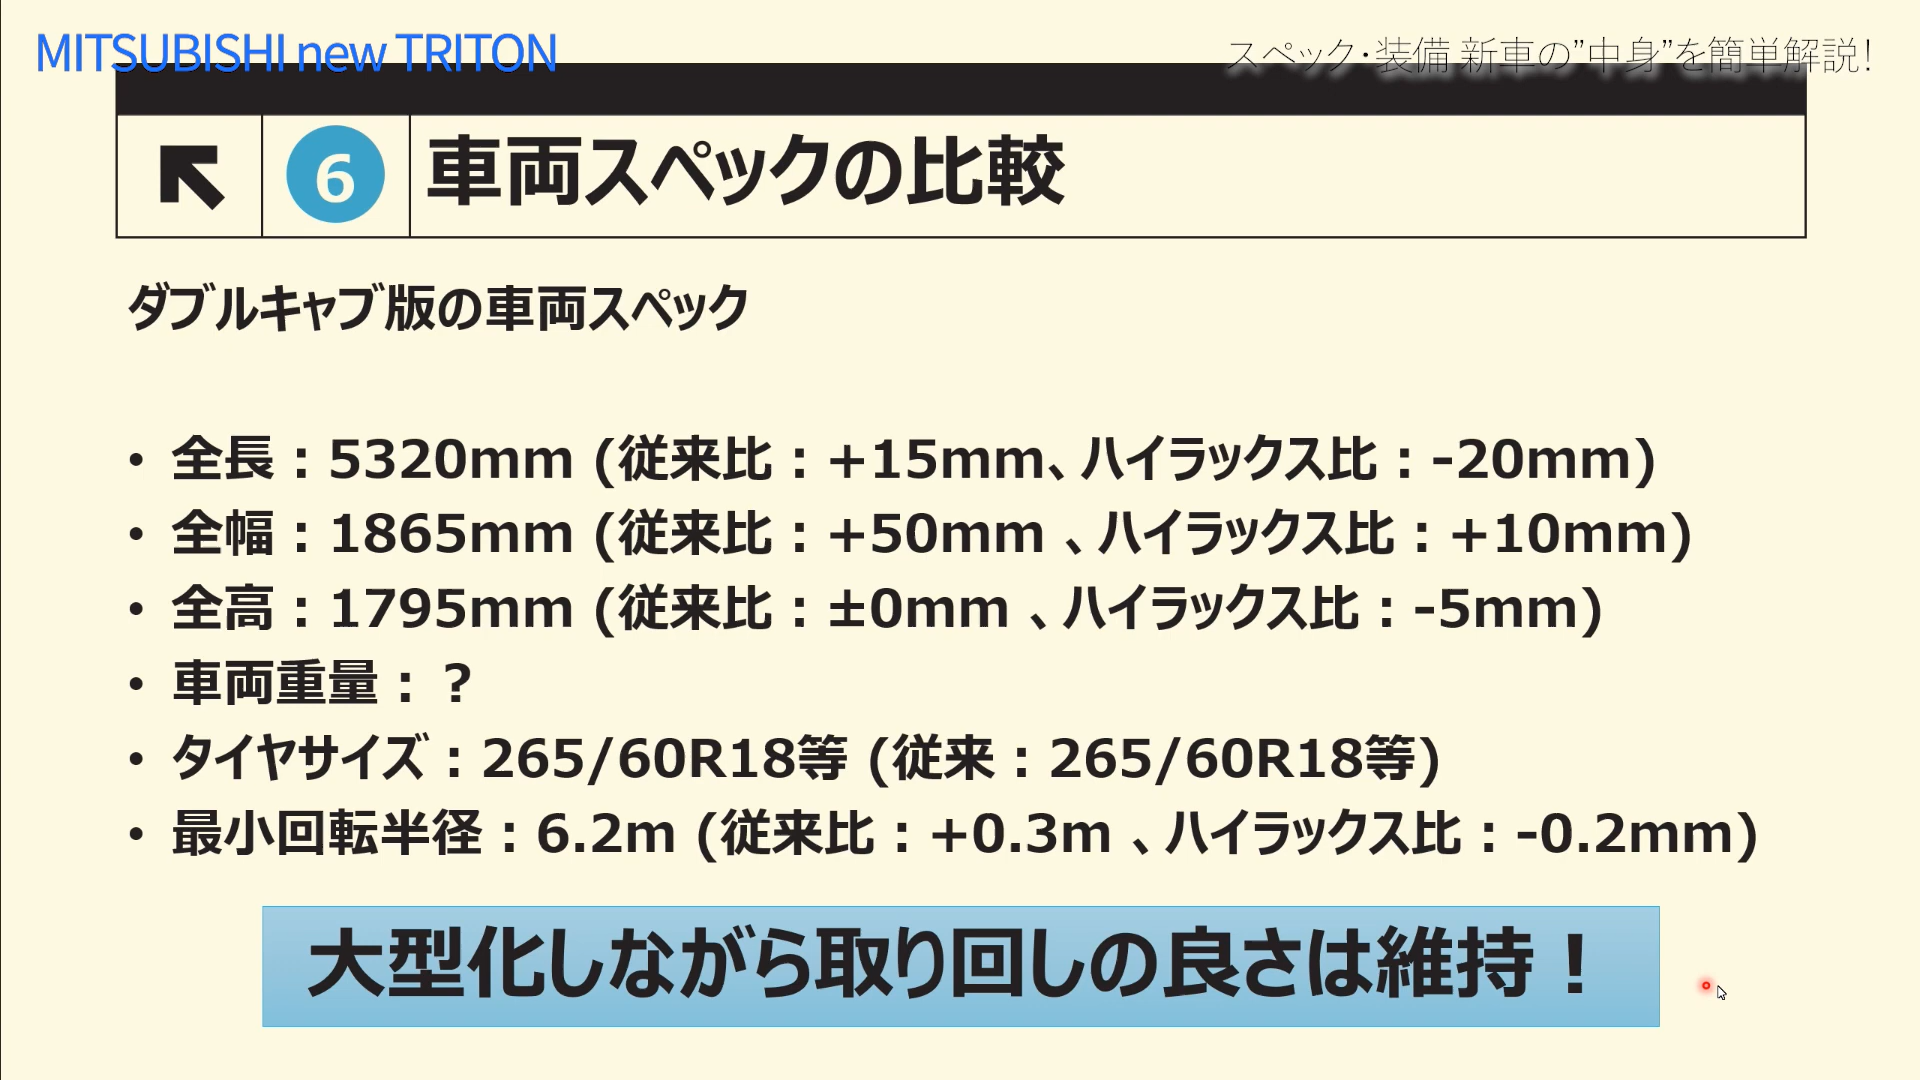 MITSUBISHI new TRITON
スペック・装備 新車の”中身”を簡単解説！
6 車両スペックの比較
ダブルキャブ版の車両スペック
• 全長：5320mm (従来比：+15mm、ハイラックス比：-20mm)
• 全幅：1865mm (従来比：+50mm 、ハイラックス比：+10mm)
• 全高：1795mm (従来比：±0mm 、ハイラックス比：-5mm)
• 車両重量： ?
• タイヤサイズ：265/60R18等 (従来：265/60R18等)
• 最小回転半径：6.2m (従来比：+0.3m 、ハイラックス比：-0.2mm)
大型化しながら取り回しの良さは維持！